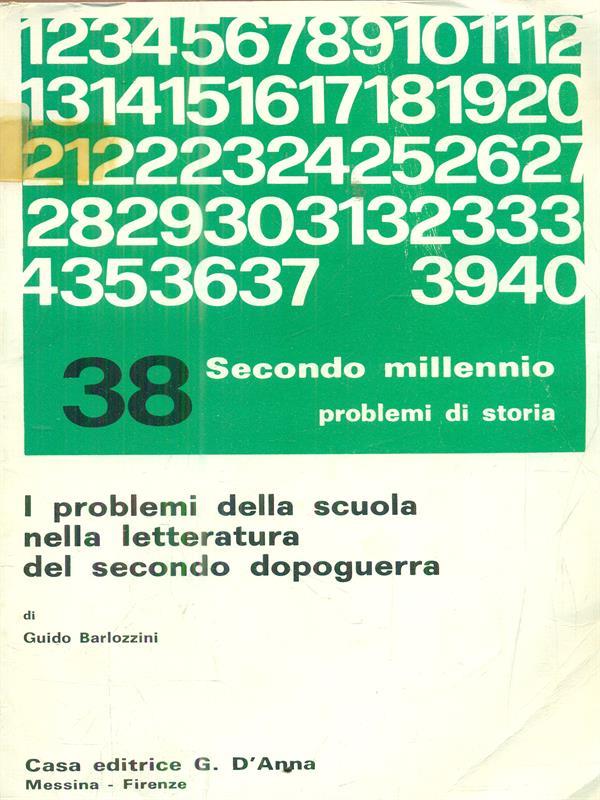 123456789101112
1314151617181920
21222324252627
2829303132333
4353637 3940
38 Secondo millennio
problemi di storia
I problemi della scuola
nella letteratura
del secondo dopoguerra
di
Guido Barlozzini
Casa editrice G. D'Anna
Messina - Firenze